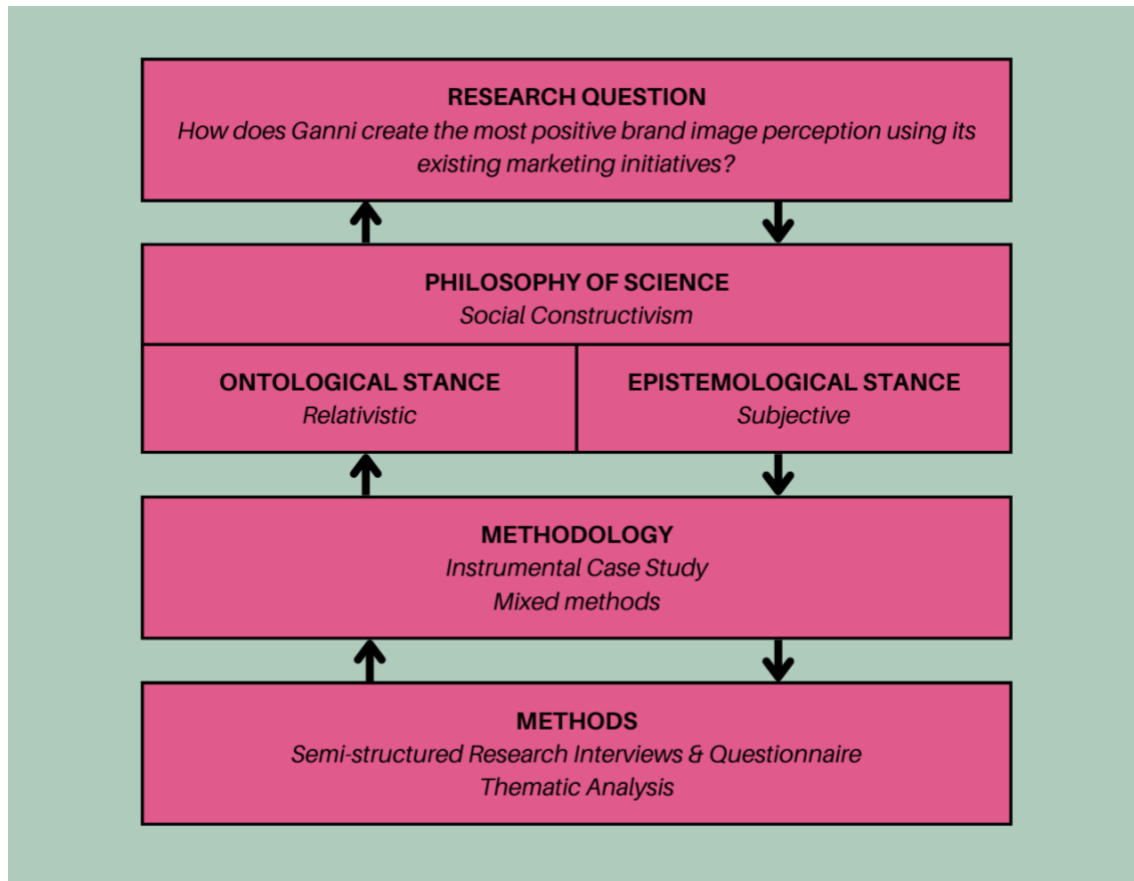 RESEARCH QUESTION
How does Ganni create the most positive brand image perception using its
existing marketing initiatives?
PHILOSOPHY OF SCIENCE
Social Constructivism
ONTOLOGICAL STANCE
Relativistic
EPISTEMOLOGICAL STANCE
Subjective
METHODOLOGY
Instrumental Case Study
Mixed methods
METHODS
Semi-structured Research Interviews & Questionnaire
Thematic Analysis